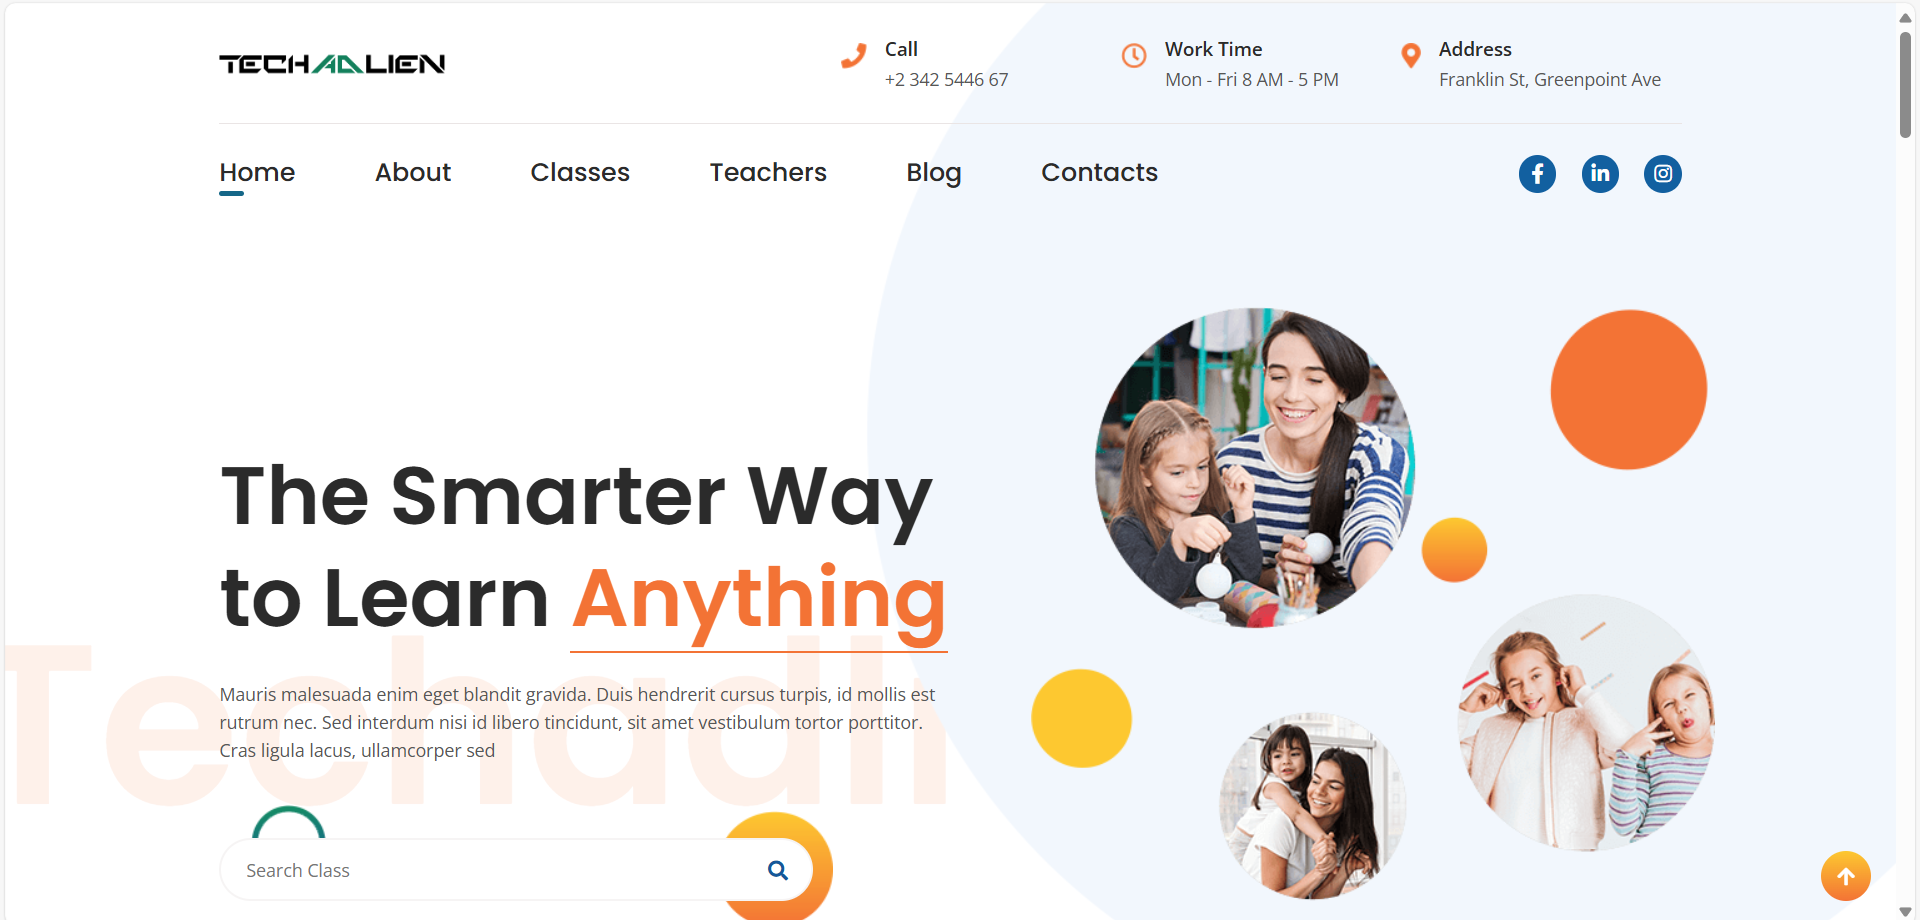 TECHADLIEN
Call
+2 342 5446 67
Work Time
Mon - Fri 8 AM - 5 PM
Address
Franklin St, Greenpoint Ave
Home
About
Classes
Teachers
Blog
Contacts
The Smarter Way
to Learn Anything
Techadli
Mauris malesuada enim eget blandit gravida. Duis hendrerit cursus turpis, id mollis est
rutrum nec. Sed interdum nisi id libero tincidunt, sit amet vestibulum tortor porttitor.
Cras ligula lacus, ullamcorper sed
Search Class